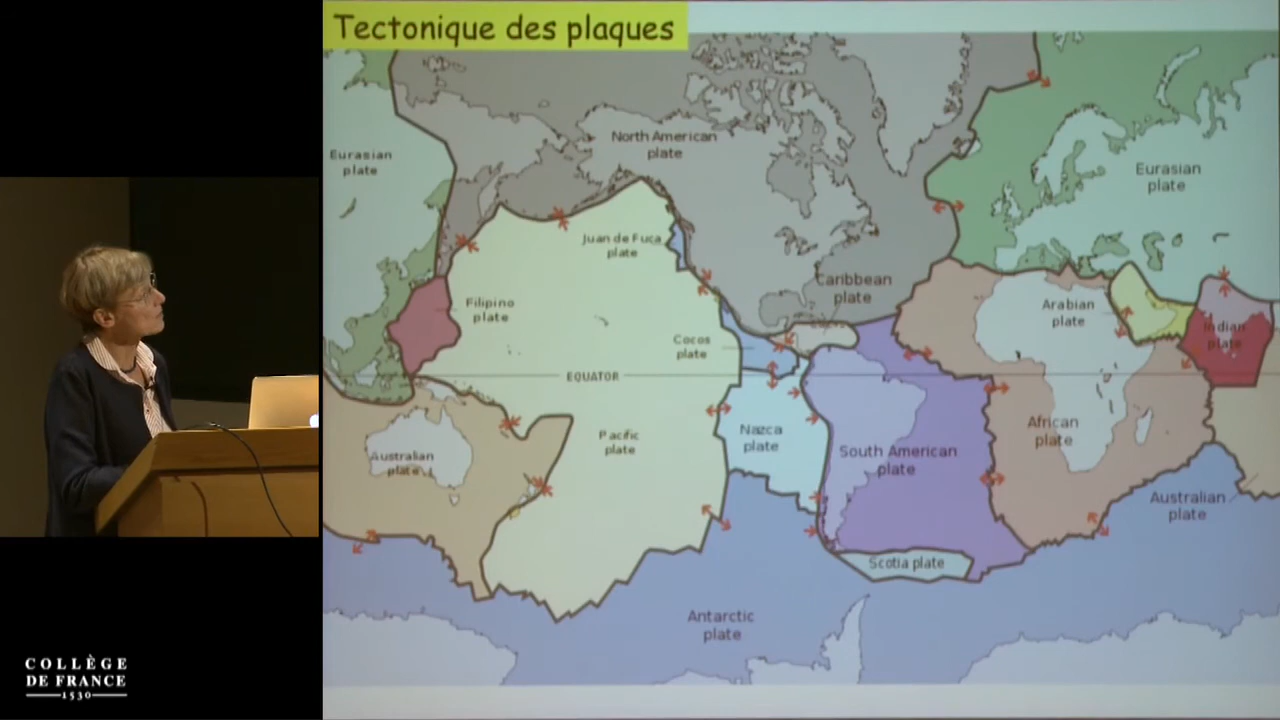 Tectonique des plaques
North American
plate
Eurasian
plate
Eurasian
plate
Juan de Fuca
plate
Caribbean
plate
Filipino
plate
Arabian
plate
Indian
plate
Cocos
plate
EQUATOR
Nazca
plate
Pacific
plate
Australian
plate
South American
plate
African
plate
Australian
plate
Scotia plate
Antarctic
plate
COLLÈGE
DE FRANCE
1530